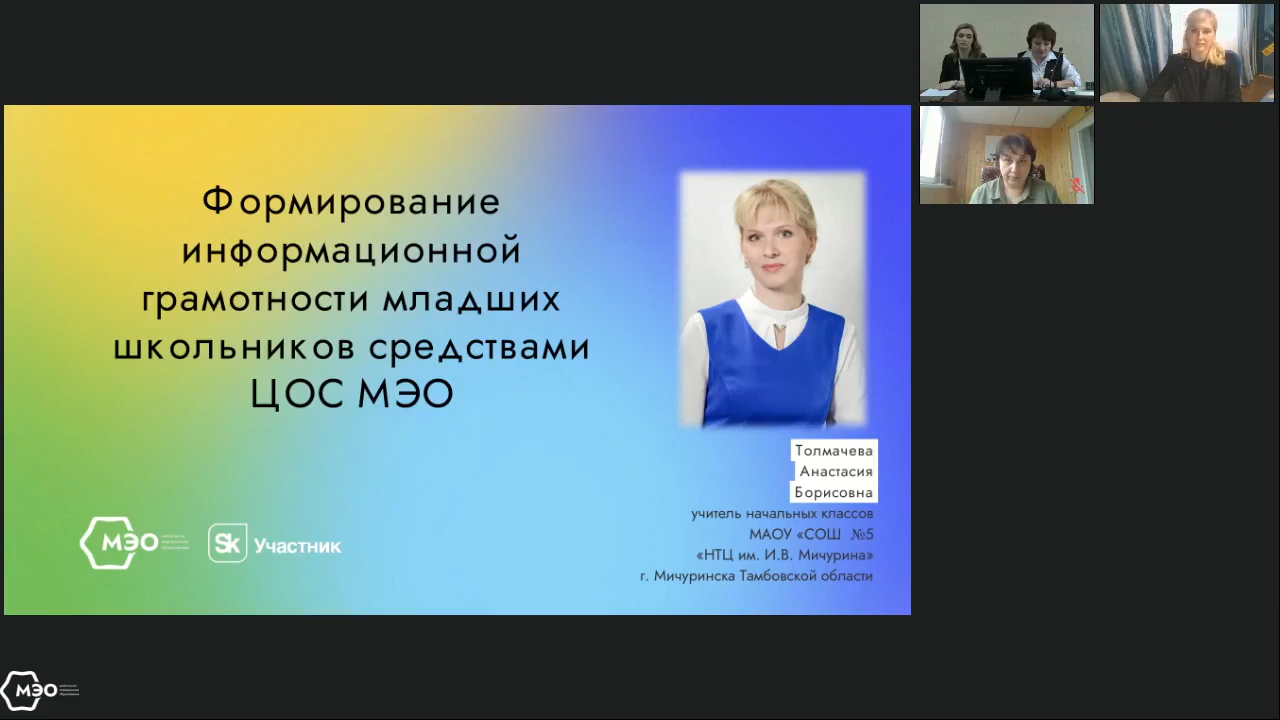 Формирование
информационной
грамотности младших
школьников средствами
ЦОС МЭО
Толмачева
Анастасия
Борисовна
учитель начальных классов
МАОУ «СОШ №5
«НТЦ им. И.В. Мичурина»
г. Мичуринска Тамбовской области
МЭО
Sk Участник
МЭО